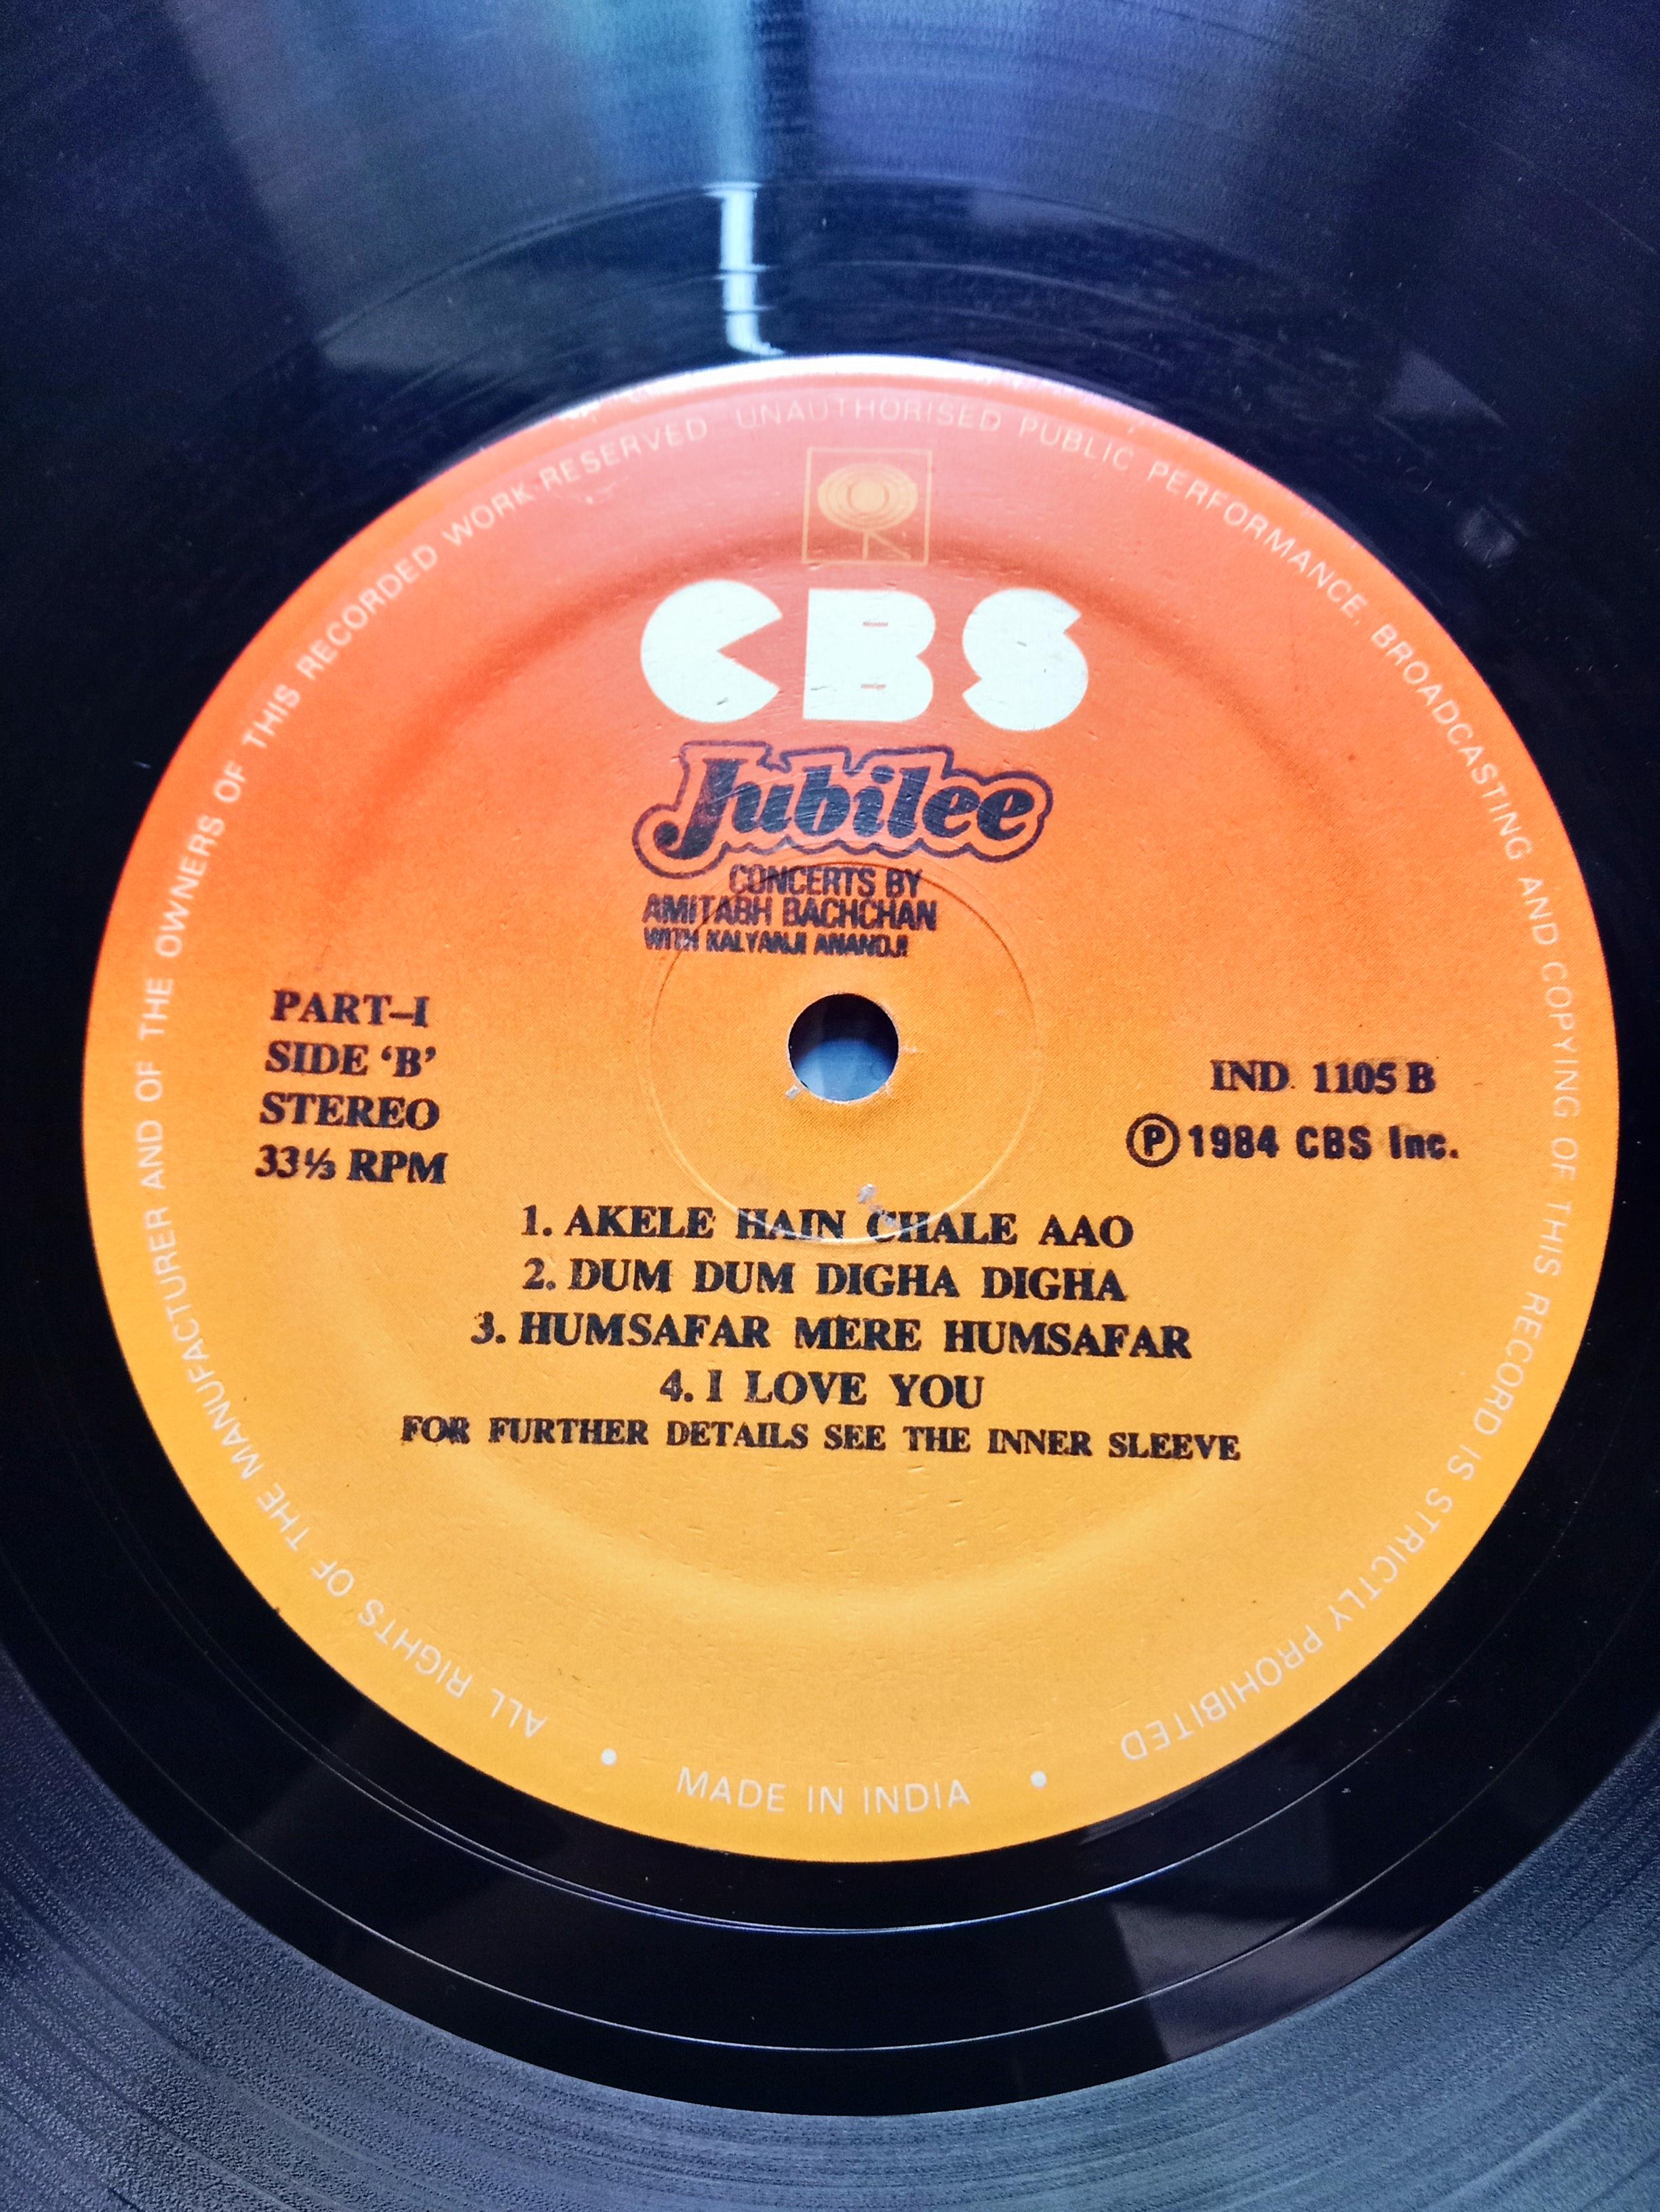 ALL RIGHTS OF THE MANUFACTURER AND OF THE OWNERS OF THIS RECORDED WORK RESERVED UNAUTHORISED PUBLIC PERFORMANCE, BROADCASTING AND COPYING OF THIS RECORD IS STRICTLY PROHIBITED
CBS
Jubilee
CONCERTS BY
AMITABH BACHCHAN
WITH KALYANJI ANANDJI
PART-I
SIDE ‘B’
STEREO
33⅓ RPM
IND 1105 B
Ⓟ1984 CBS Inc.
1. AKELE HAIN CHALE AAO
2. DUM DUM DIGHA DIGHA
3. HUMSAFAR MERE HUMSAFAR
4. I LOVE YOU
FOR FURTHER DETAILS SEE THE INNER SLEEVE
• MADE IN INDIA •